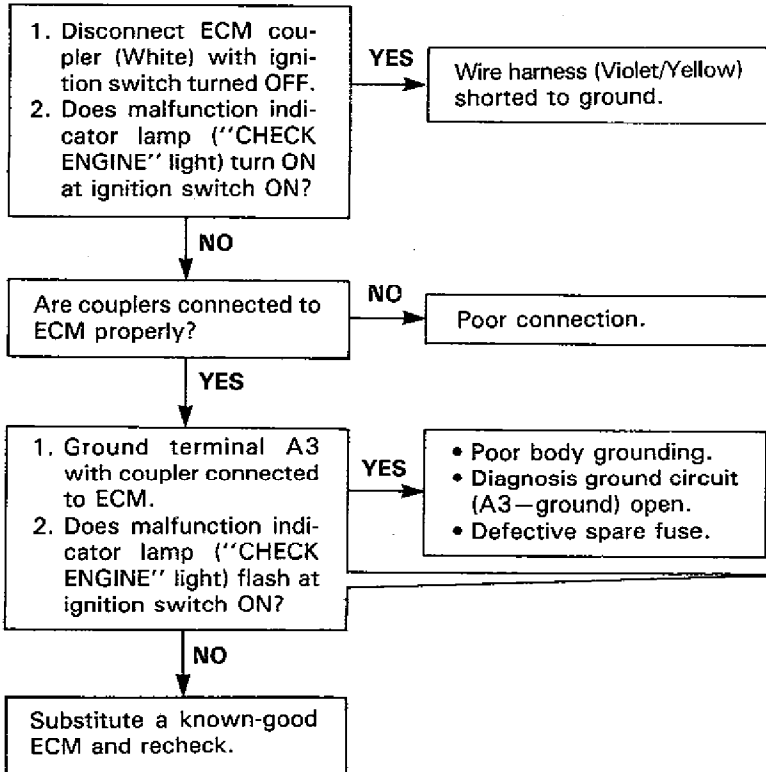 1. Disconnect ECM cou-
pler (White) with igni-
tion switch turned OFF.
2. Does malfunction indi-
cator lamp (''CHECK
ENGINE'' light) turn ON
at ignition switch ON?
YES
Wire harness (Violet/Yellow)
shorted to ground.
NO
Are couplers connected to
ECM properly?
NO
Poor connection.
YES
1. Ground terminal A3
with coupler connected
to ECM.
2. Does malfunction indi-
cator lamp (''CHECK
ENGINE'' light) flash at
ignition switch ON?
YES
• Poor body grounding.
• Diagnosis ground circuit
(A3—ground) open.
• Defective spare fuse.
NO
Substitute a known-good
ECM and recheck.